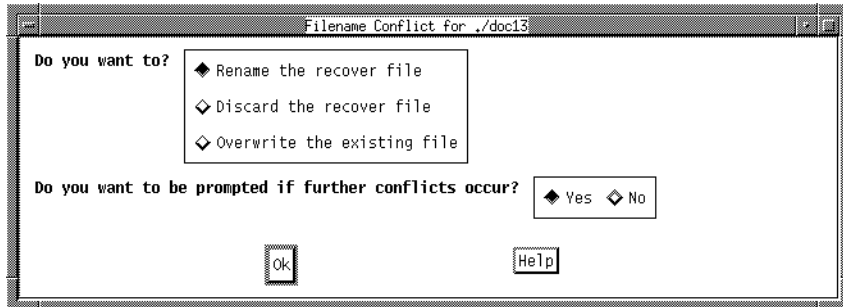 Filename Conflict for ./doc13
Do you want to?
Rename the recover file
Discard the recover file
Overwrite the existing file
Do you want to be prompted if further conflicts occur? Yes No
Ok Help